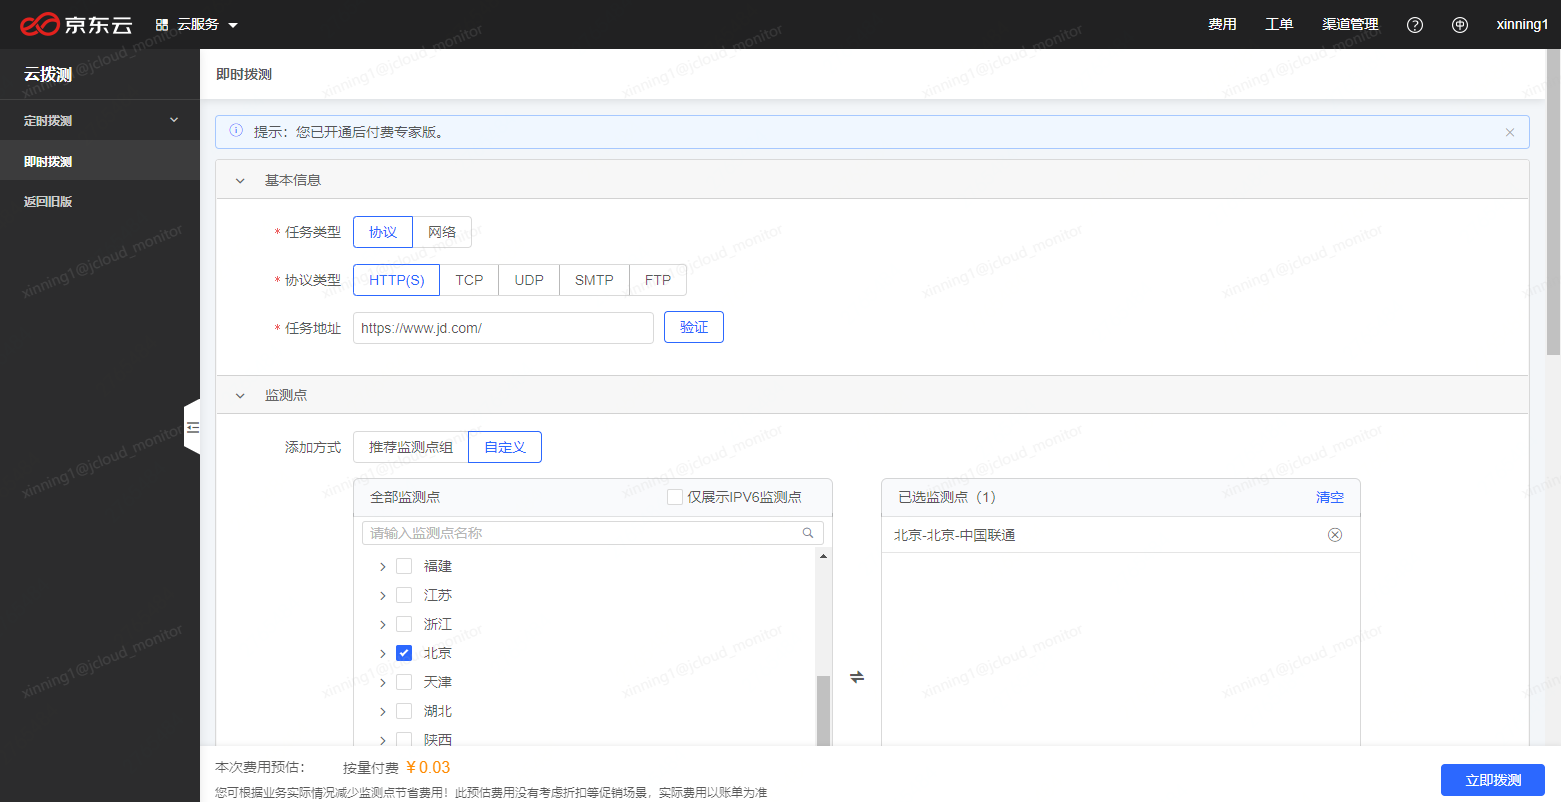 京东云 云服务 费用 工单 渠道管理 xinning1
云拨测
定时拨测
即时拨测
返回旧版
即时拨测
提示：您已开通后付费专家版。
基本信息
* 任务类型 协议 网络
* 协议类型 HTTP(S) TCP UDP SMTP FTP
* 任务地址 https://www.jd.com/ 验证
监测点
添加方式 推荐监测点组 自定义
全部监测点 仅展示IPV6监测点
请输入监测点名称
福建
江苏
浙江
北京
天津
湖北
陕西
已选监测点（1） 清空
北京-北京-中国联通
本次费用预估： 按量付费 ￥0.03
您可根据业务实际情况减少监测点节省费用！此预估费用没有考虑折扣等促销场景，实际费用以账单为准
立即拨测
xinning1@jcloud_monitor